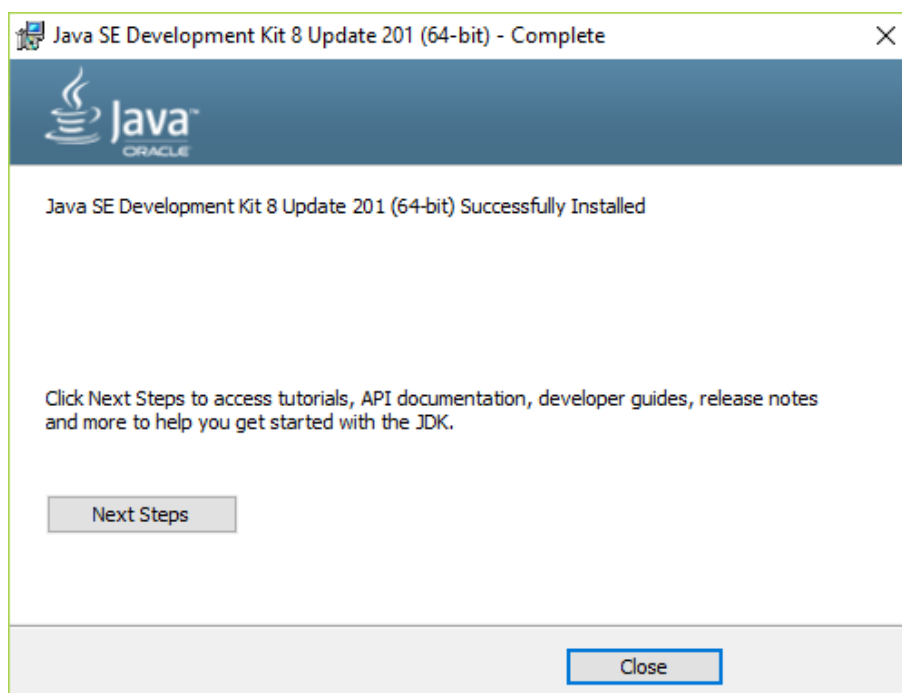 Java SE Development Kit 8 Update 201 (64-bit) - Complete
Java™
ORACLE
Java SE Development Kit 8 Update 201 (64-bit) Successfully Installed
Click Next Steps to access tutorials, API documentation, developer guides, release notes
and more to help you get started with the JDK.
Next Steps
Close